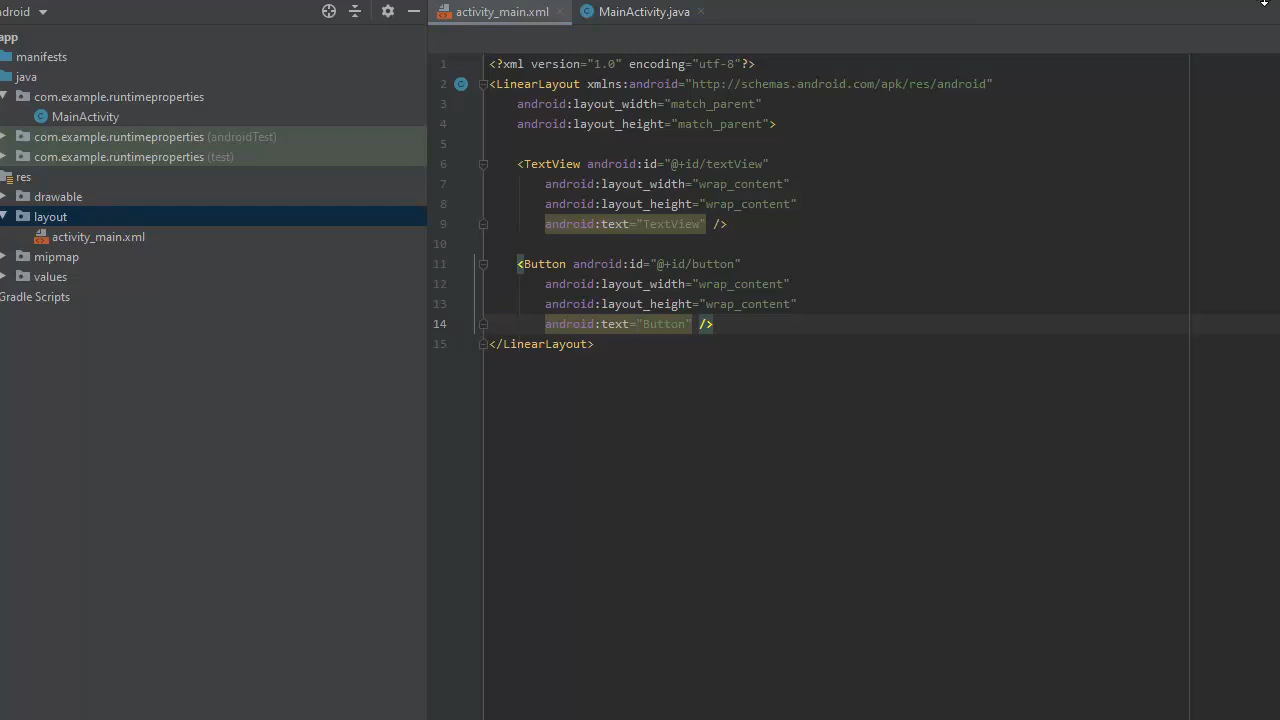 ndroid
activity_main.xml
MainActivity.java
app
manifests
java
com.example.runtimeproperties
MainActivity
com.example.runtimeproperties (androidTest)
com.example.runtimeproperties (test)
res
drawable
layout
activity_main.xml
mipmap
values
Gradle Scripts
1 <?xml version="1.0" encoding="utf-8"?>
2 <LinearLayout xmlns:android="http://schemas.android.com/apk/res/android"
3 android:layout_width="match_parent"
4 android:layout_height="match_parent">
5
6 <TextView android:id="@+id/textView"
7 android:layout_width="wrap_content"
8 android:layout_height="wrap_content"
9 android:text="TextView" />
10
11 <Button android:id="@+id/button"
12 android:layout_width="wrap_content"
13 android:layout_height="wrap_content"
14 android:text="Button" />
15 </LinearLayout>